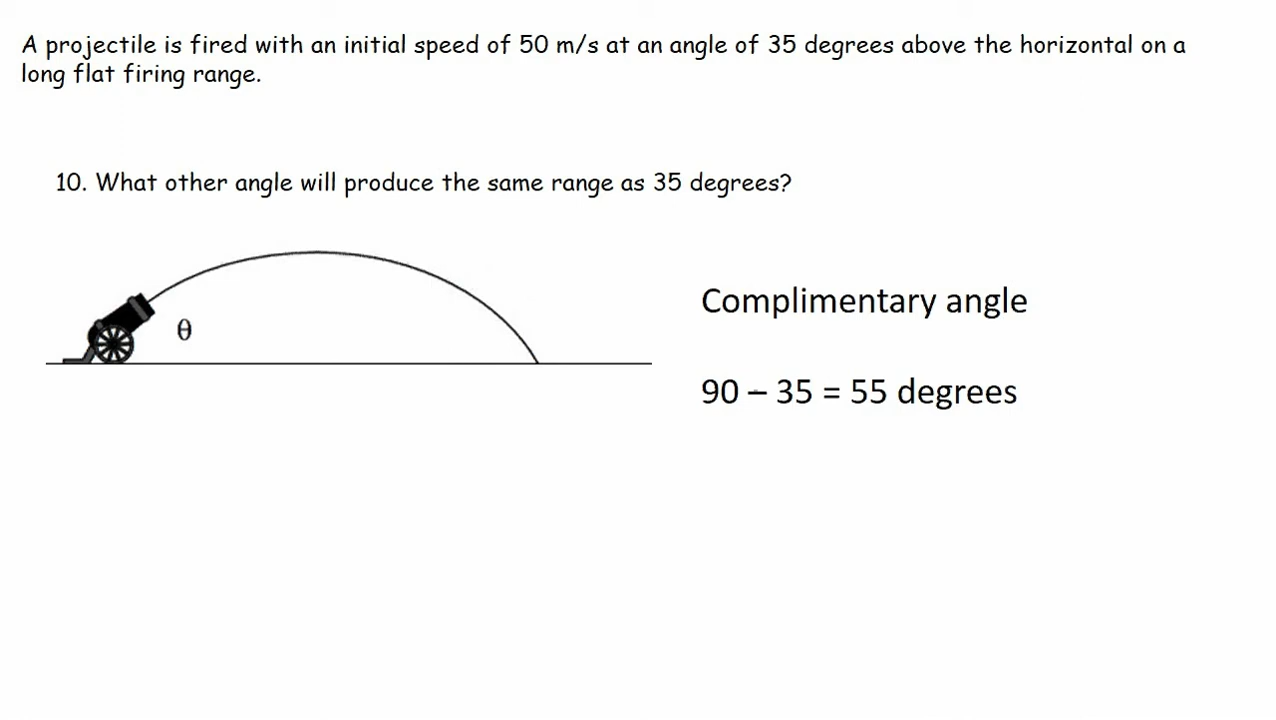 A projectile is fired with an initial speed of 50 m/s at an angle of 35 degrees above the horizontal on a
long flat firing range.
10. What other angle will produce the same range as 35 degrees?
θ
Complimentary angle
90 – 35 = 55 degrees